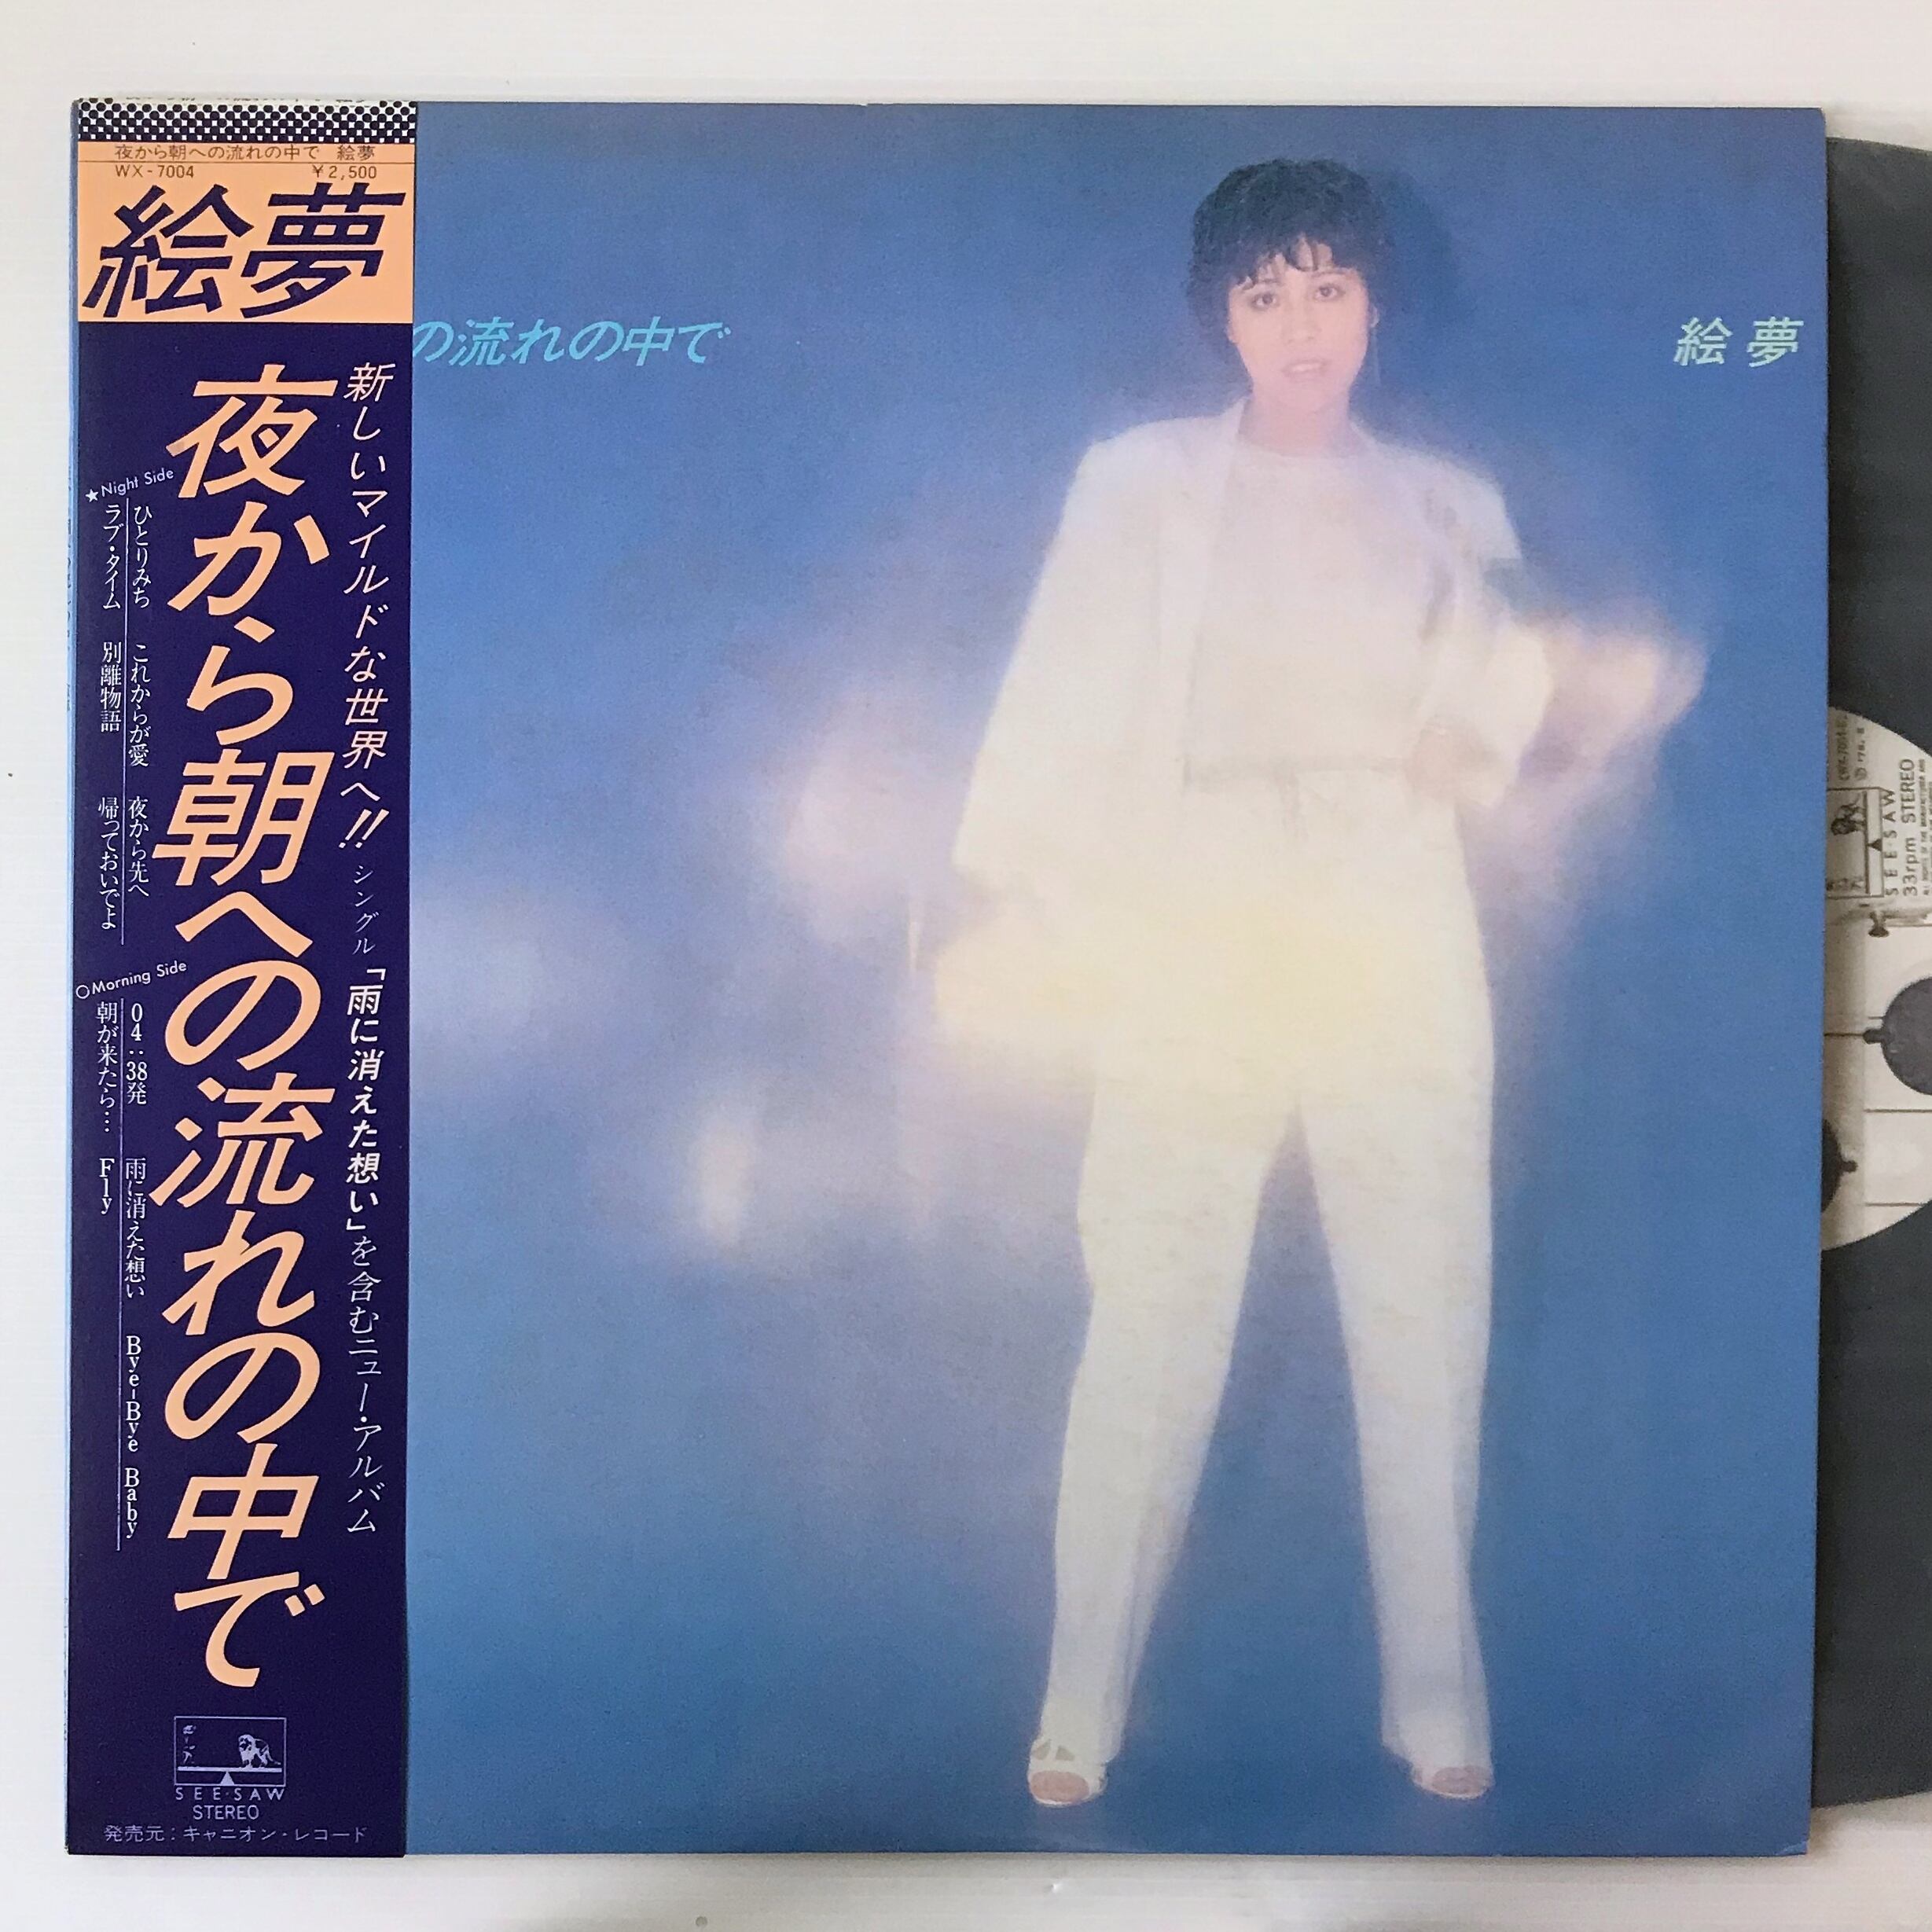 夜から朝への流れの中で 絵夢
WX-7004 ¥2,500
絵夢
新しいマイルドな世界へ!! シングル「雨に消えた想い」を含むニュー・アルバム
夜から朝への流れの中で
★Night Side
ひとりみち これからが愛 夜から先へ
ラブ・タイム 別離物語 帰っておいでよ
○Morning Side
04:38発 雨に消えた想い Bye-Bye Baby
朝が来たら… Fly
SEE·SAW
STEREO
発売元:キャニオン・レコード
の流れの中で
絵夢
SEE·SAW
33rpm STEREO